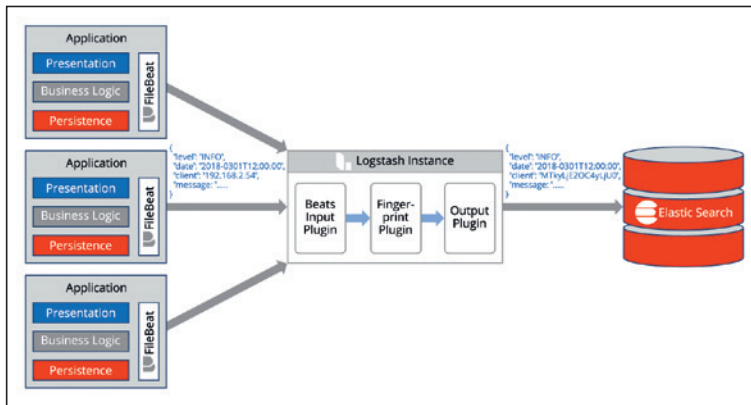 Application
Presentation
Business Logic
Persistence
FileBeat
Application
Presentation
Business Logic
Persistence
FileBeat
Application
Presentation
Business Logic
Persistence
FileBeat
{
"level": "INFO",
"date": "2018-0301T12:00:00",
"client": "192.168.2.54",
"message: ".....
}
Logstash Instance
Beats
Input
Plugin
Finger-
print
Plugin
Output
Plugin
{
"level": "INFO",
"date": "2018-0301T12:00:00",
"client": "MTkyLjE2OC4yLjU0",
"message: ".....
}
Elastic Search